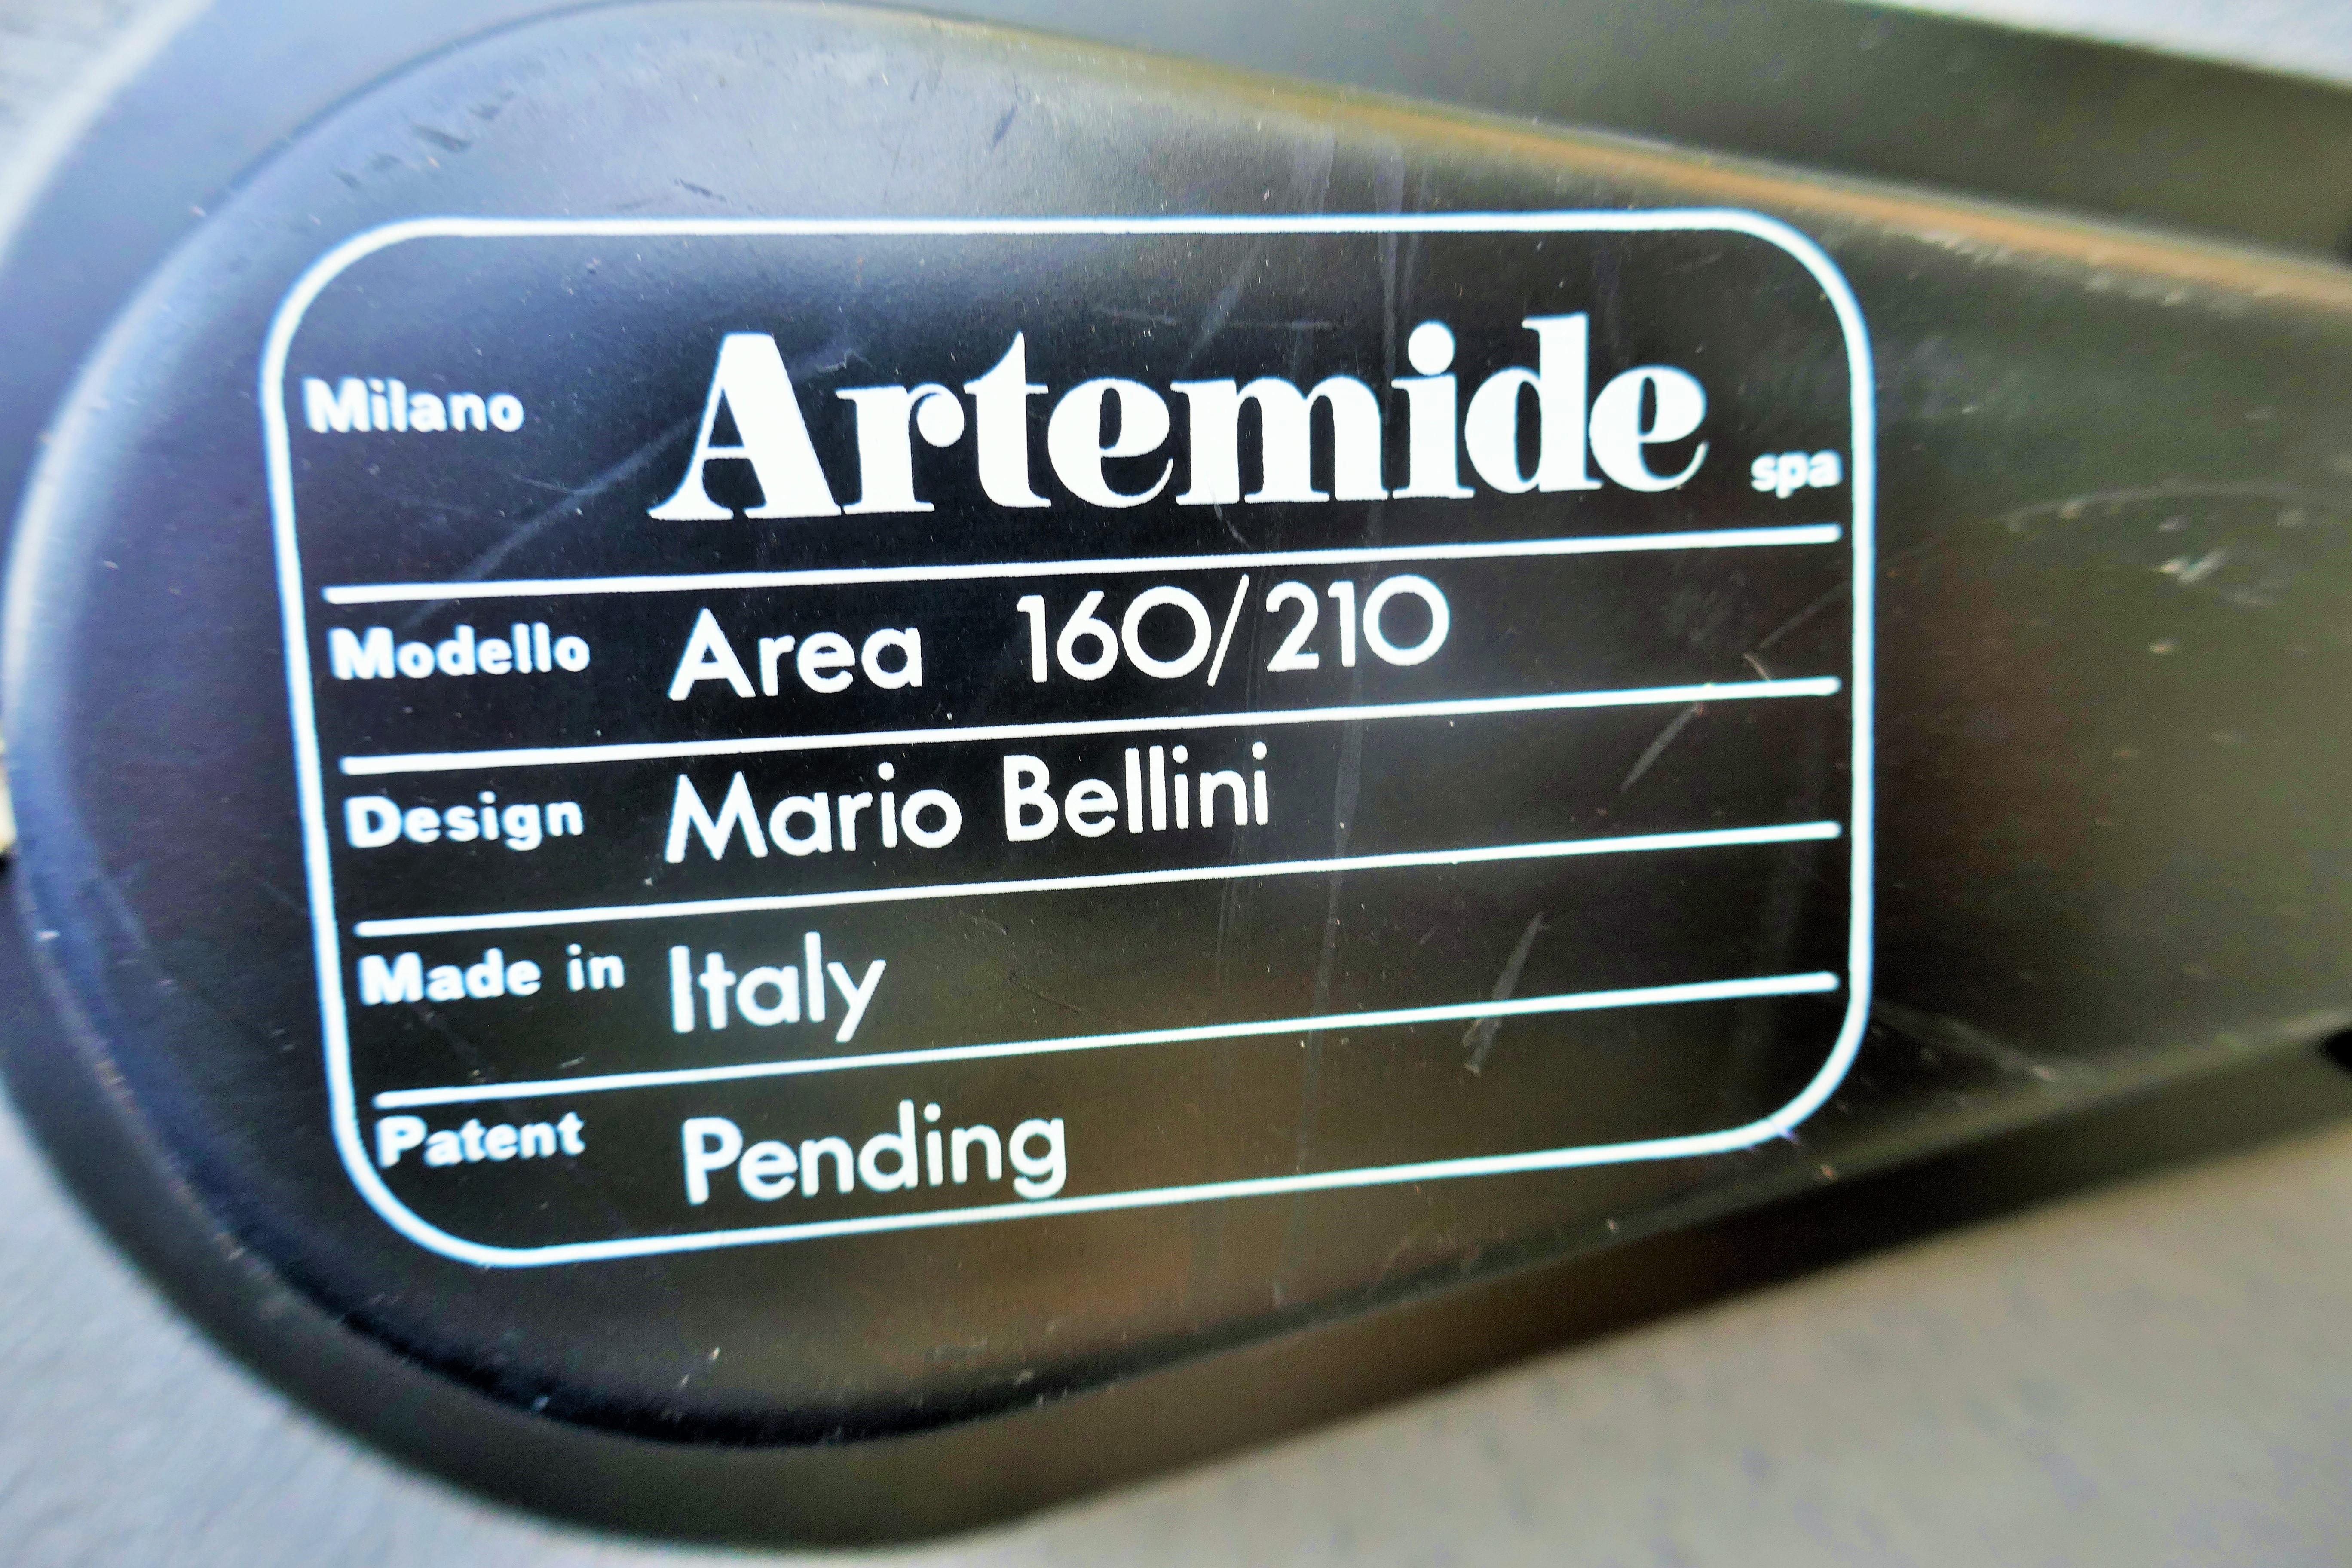 Milano Artemide spa
Modello Area 160/210
Design Mario Bellini
Made in Italy
Patent Pending